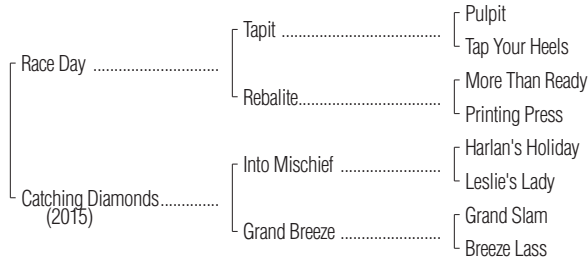 Pulpit
Tapit ............................
Tap Your Heels
Race Day ......................
More Than Ready
Rebalite.........................
Printing Press
Harlan's Holiday
Into Mischief ..................
Leslie's Lady
Catching Diamonds..........
(2015)
Grand Slam
Grand Breeze .................
Breeze Lass